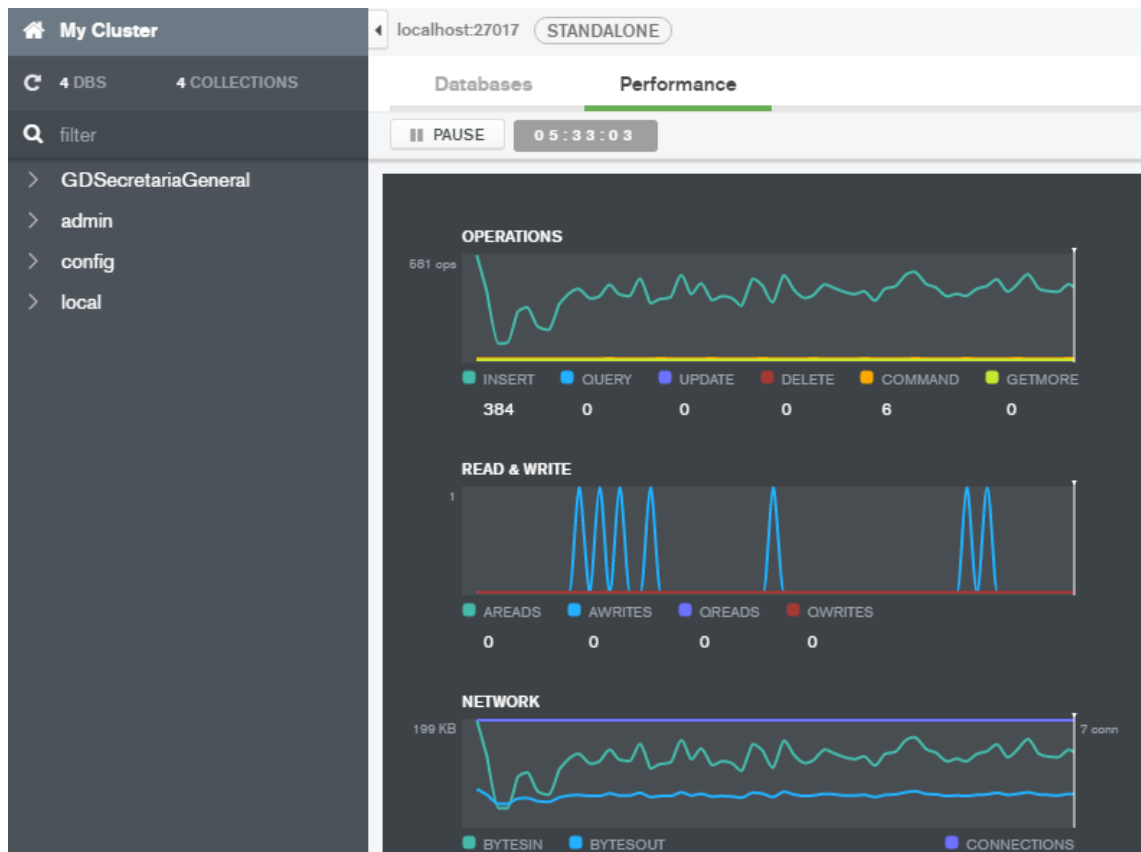 My Cluster
4 DBS 4 COLLECTIONS
filter
GDSecretariaGeneral
admin
config
local
localhost:27017 STANDALONE
Databases Performance
PAUSE 05:33:03
OPERATIONS
581 ops
INSERT QUERY UPDATE DELETE COMMAND GETMORE
384 0 0 0 6 0
READ & WRITE
1
AREADS AWRITES QREADS QWRITES
0 0 0 0
NETWORK
199 KB 7 conn
BYTESIN BYTESOUT CONNECTIONS